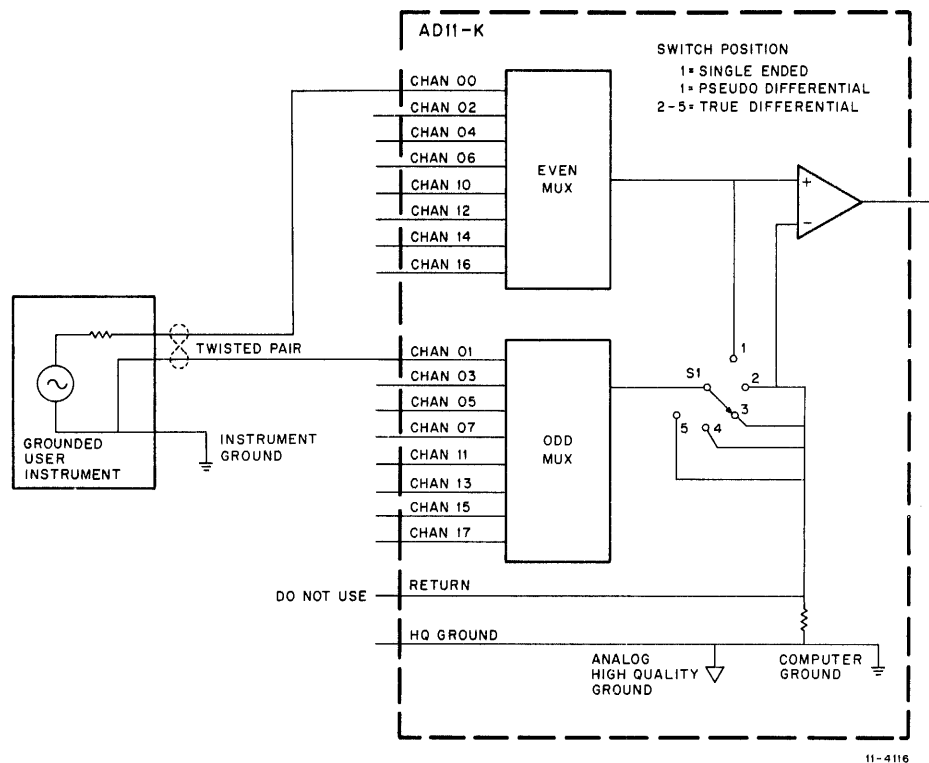 AD11-K
SWITCH POSITION
1= SINGLE ENDED
1= PSEUDO DIFFERENTIAL
2-5= TRUE DIFFERENTIAL
CHAN 00
CHAN 02
CHAN 04
CHAN 06
CHAN 10
CHAN 12
CHAN 14
CHAN 16
EVEN
MUX
+
−
TWISTED PAIR
GROUNDED
USER
INSTRUMENT
INSTRUMENT
GROUND
CHAN 01
CHAN 03
CHAN 05
CHAN 07
CHAN 11
CHAN 13
CHAN 15
CHAN 17
ODD
MUX
S1
1
2
3
4
5
DO NOT USE
RETURN
HQ GROUND
ANALOG
HIGH QUALITY
GROUND
COMPUTER
GROUND
11-4116